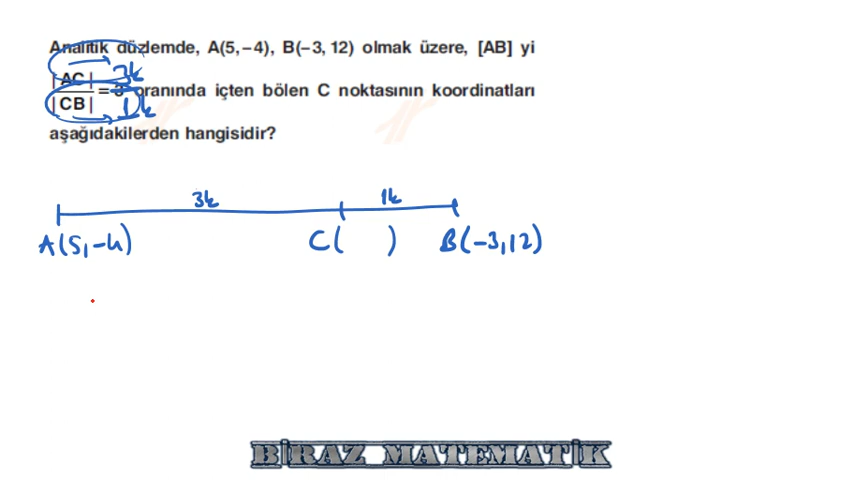 Analitik düzlemde, A(5,−4), B(−3, 12) olmak üzere, [AB] yi
|AC| 3k
|CB| = 3 oranında içten bölen C noktasının koordinatları
1k
aşağıdakilerden hangisidir?
3k 1k
A(5,−4) C( ) B(−3,12)
BİRAZ MATEMATİK